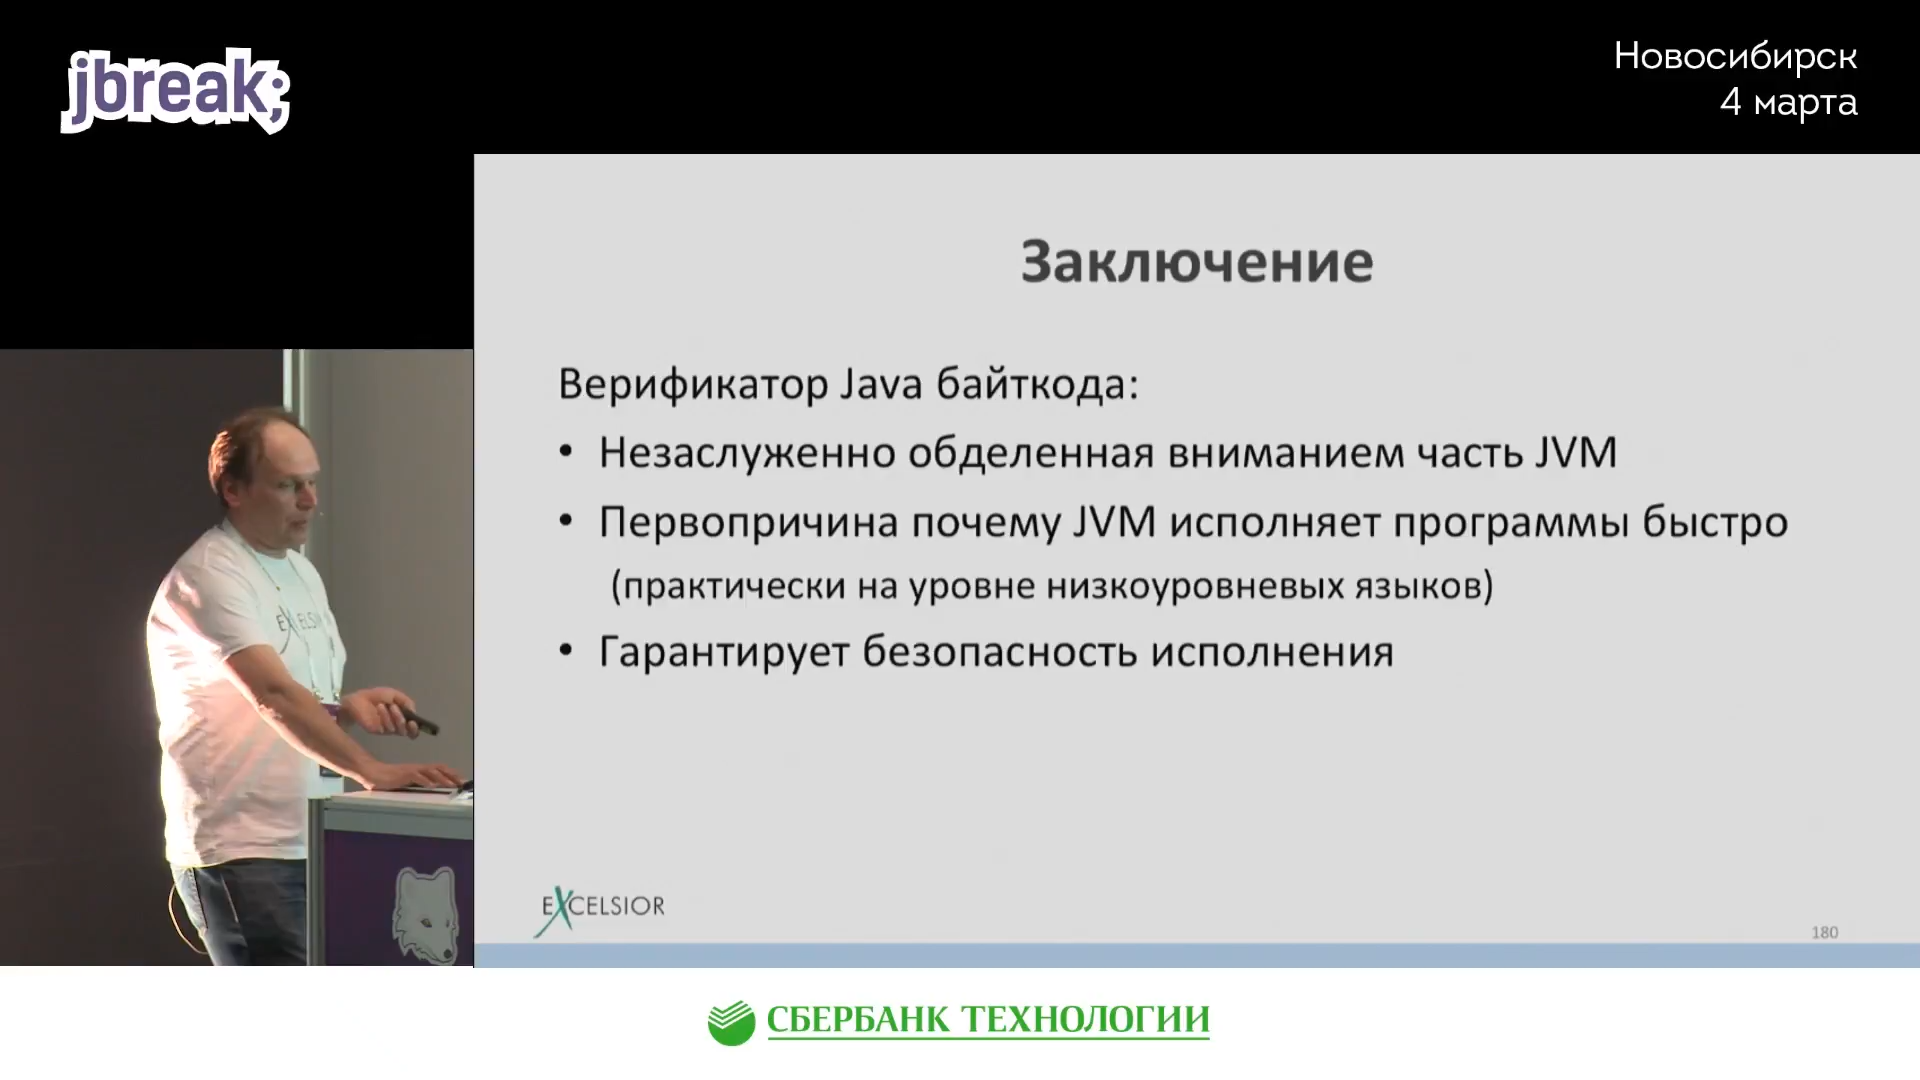 jbreak;
Новосибирск
4 марта
Заключение
Верификатор Java байткода:
• Незаслуженно обделенная вниманием часть JVM
• Первопричина почему JVM исполняет программы быстро
(практически на уровне низкоуровневых языков)
• Гарантирует безопасность исполнения
EXCELSIOR
EXCELSIOR
180
СБЕРБАНК ТЕХНОЛОГИИ